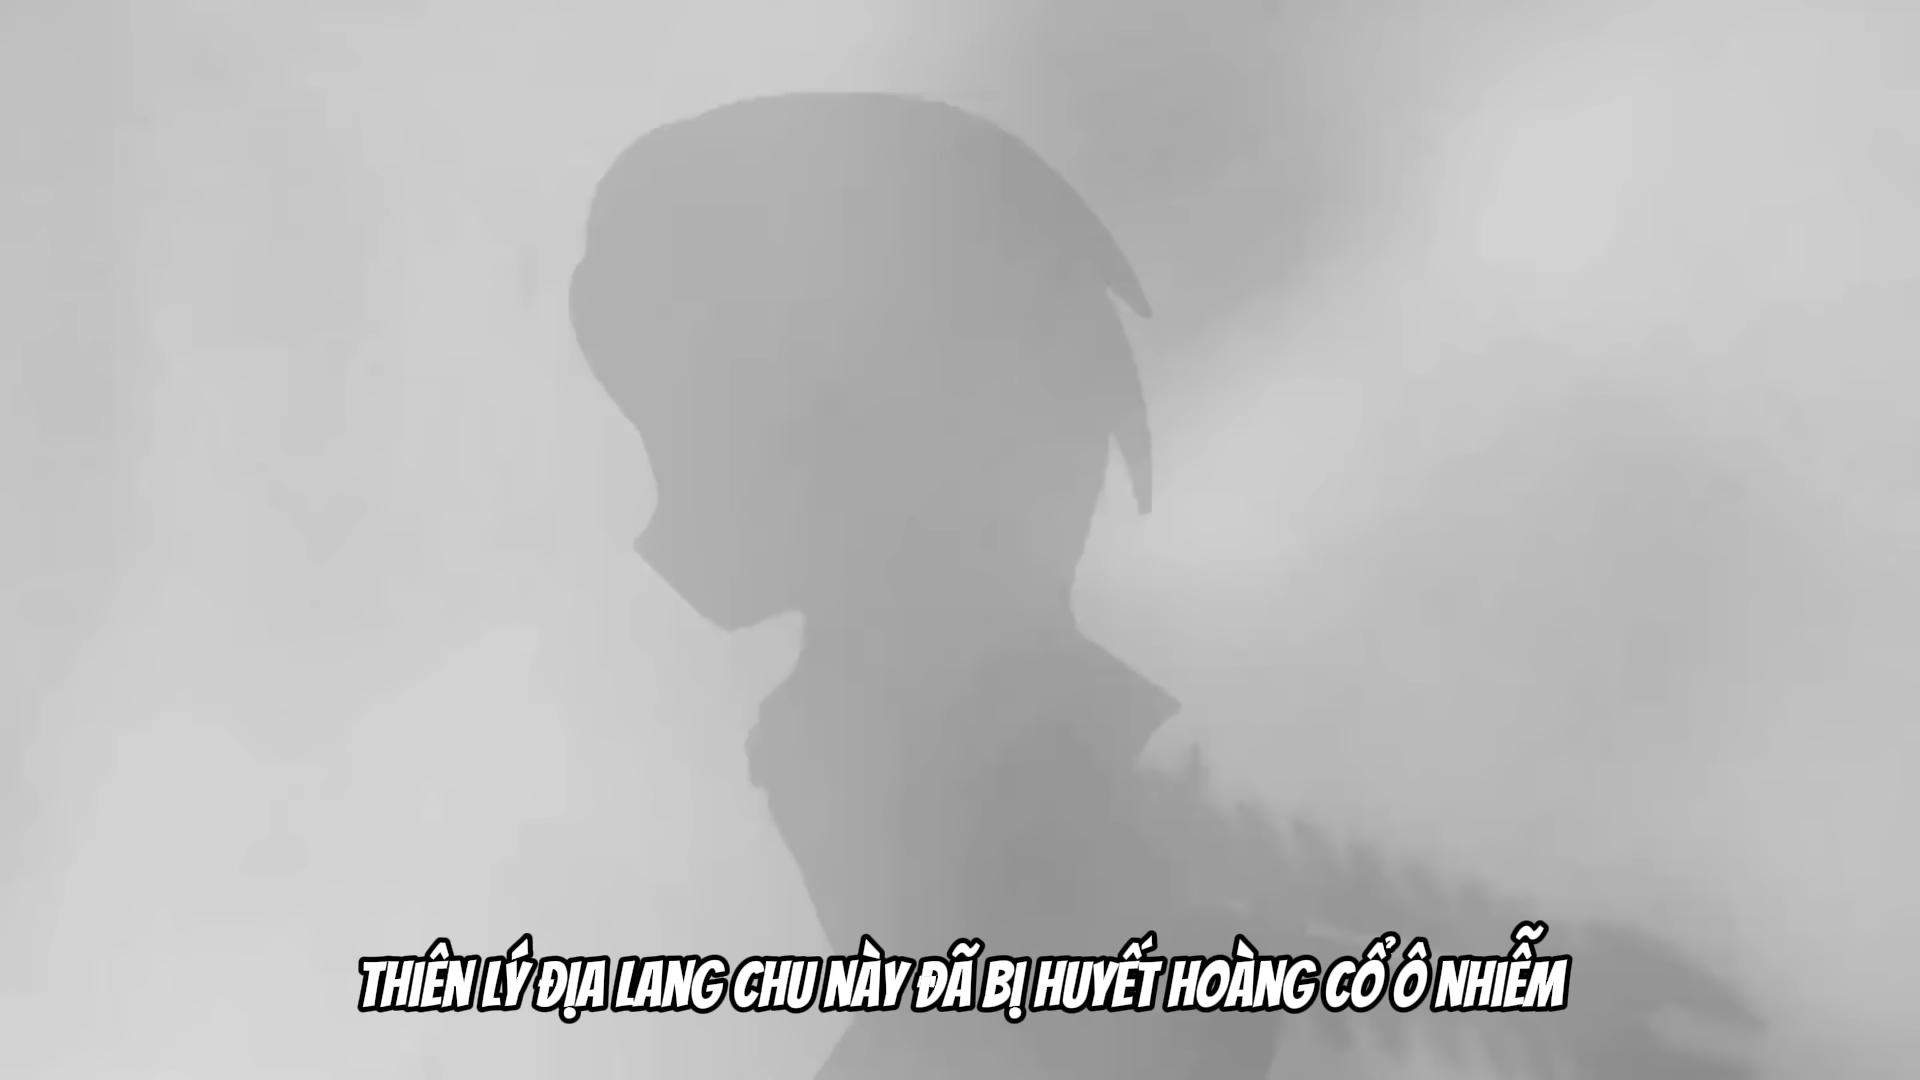 THIÊN LÝ ĐỊA LANG CHU NÀY ĐÃ BỊ HUYẾT HOÀNG CỔ Ô NHIỄM